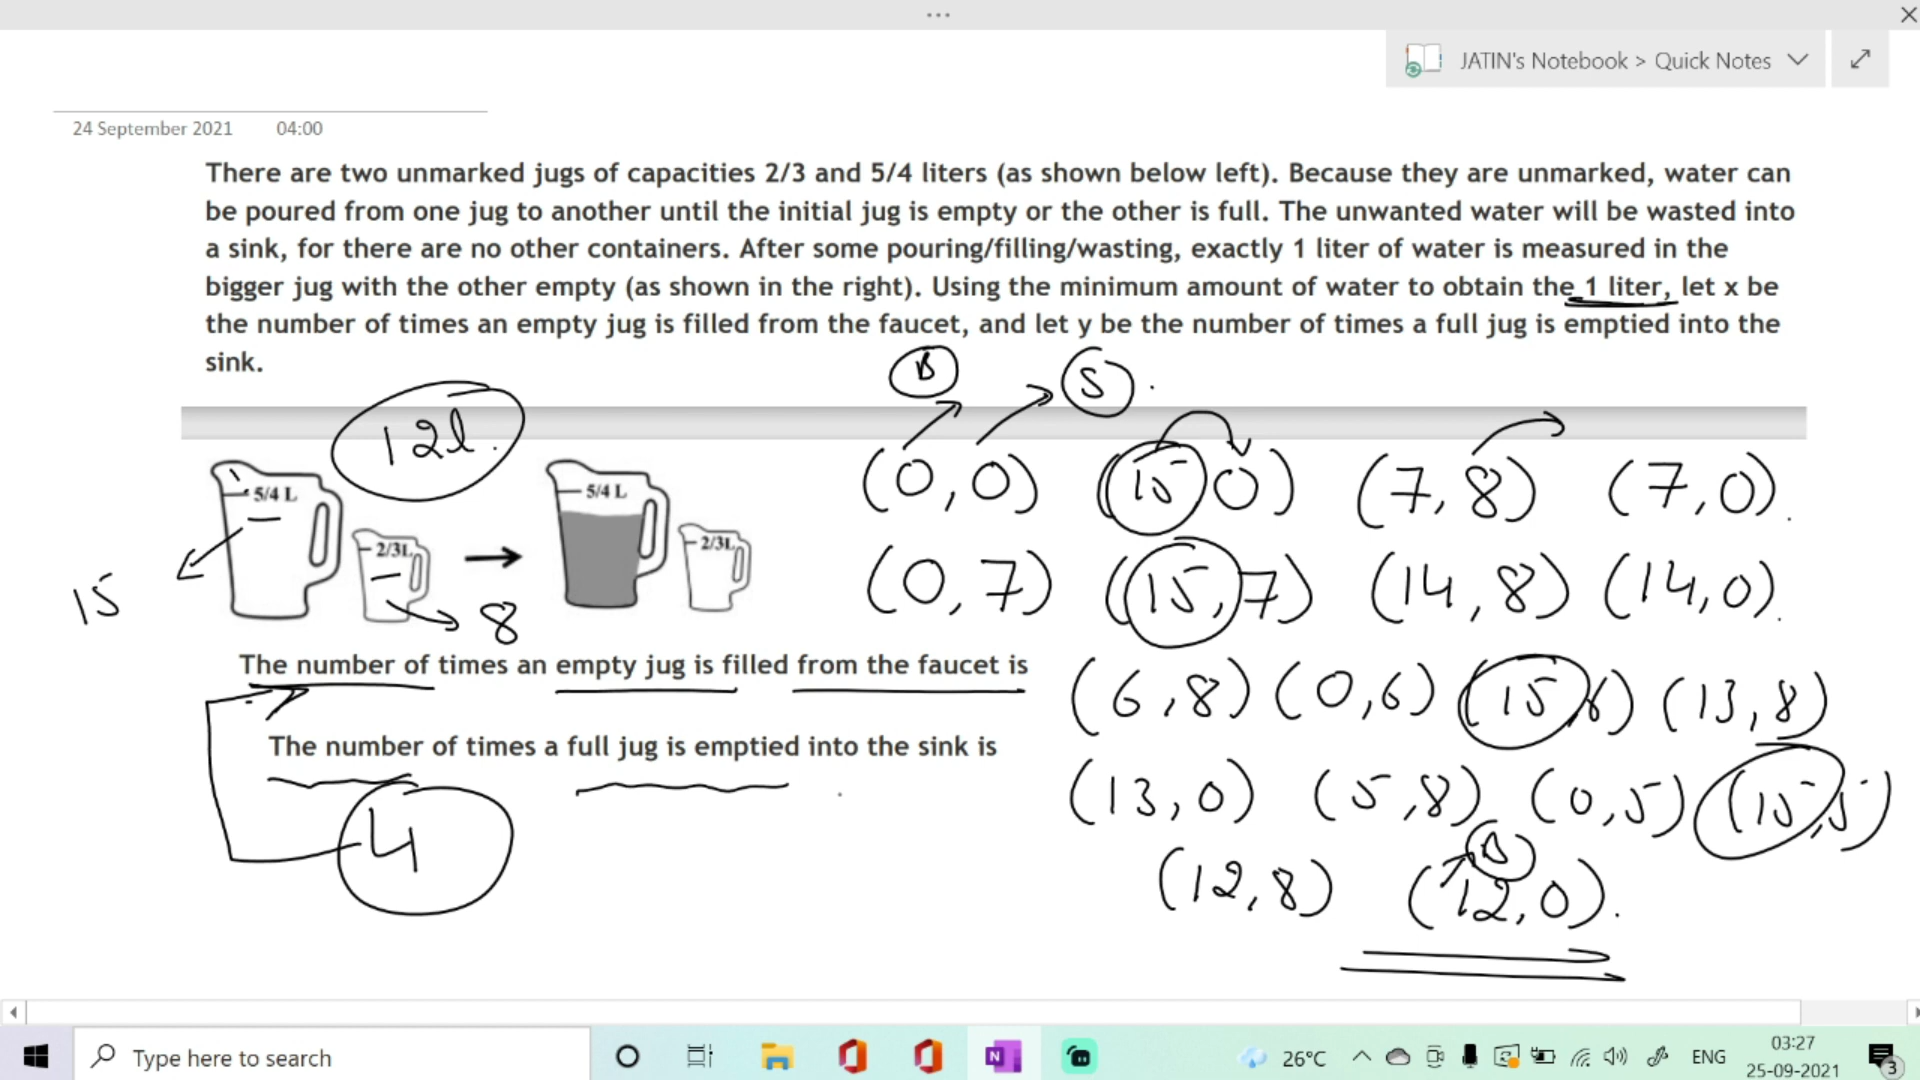 JATIN's Notebook > Quick Notes
24 September 2021 04:00
There are two unmarked jugs of capacities 2/3 and 5/4 liters (as shown below left). Because they are unmarked, water can
be poured from one jug to another until the initial jug is empty or the other is full. The unwanted water will be wasted into
a sink, for there are no other containers. After some pouring/filling/wasting, exactly 1 liter of water is measured in the
bigger jug with the other empty (as shown in the right). Using the minimum amount of water to obtain the 1 liter, let x be
the number of times an empty jug is filled from the faucet, and let y be the number of times a full jug is emptied into the
sink.
B S
12l.
5/4 L 2/3L 5/4 L 2/3L
15 8
(0,0) (15 0) (7,8) (7,0).
(0,7) (15,7) (14,8) (14,0).
The number of times an empty jug is filled from the faucet is
(6,8) (0,6) (15,6) (13,8)
The number of times a full jug is emptied into the sink is
4
(13,0) (5,8) (0,5) (15,5)
(12,8) (12,0).
Type here to search
26°C ENG 03:27
25-09-2021 3